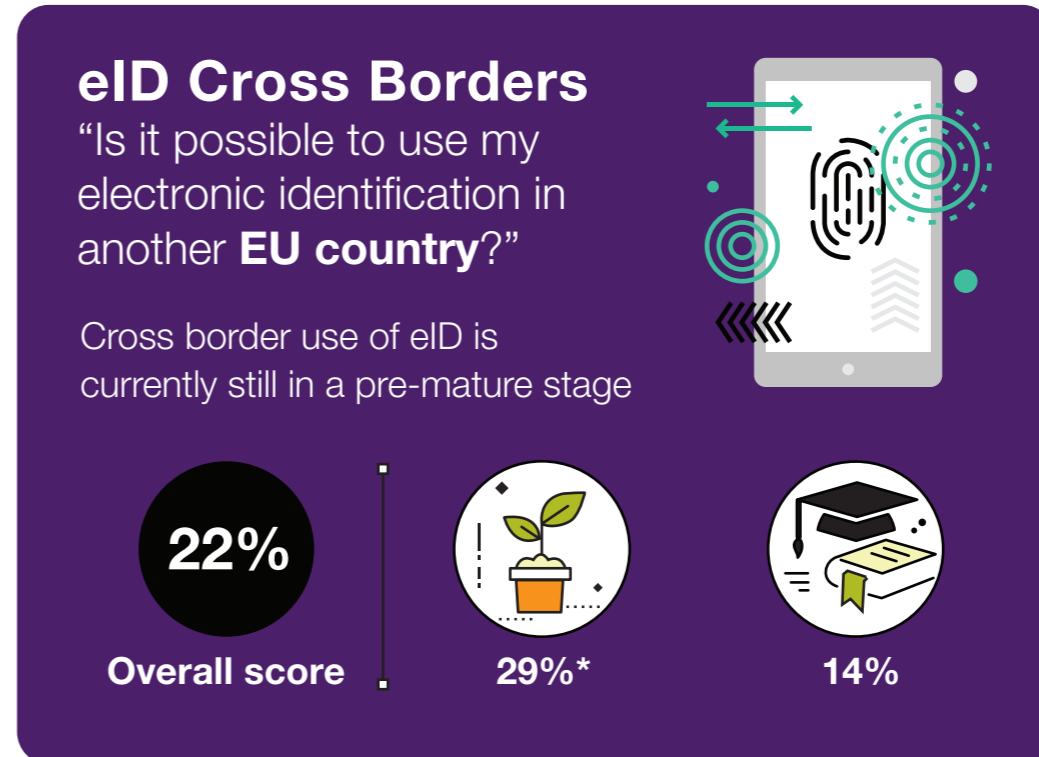 eID Cross Borders
“Is it possible to use my
electronic identification in
another EU country?”
Cross border use of eID is
currently still in a pre-mature stage
22%
Overall score
29%*
14%